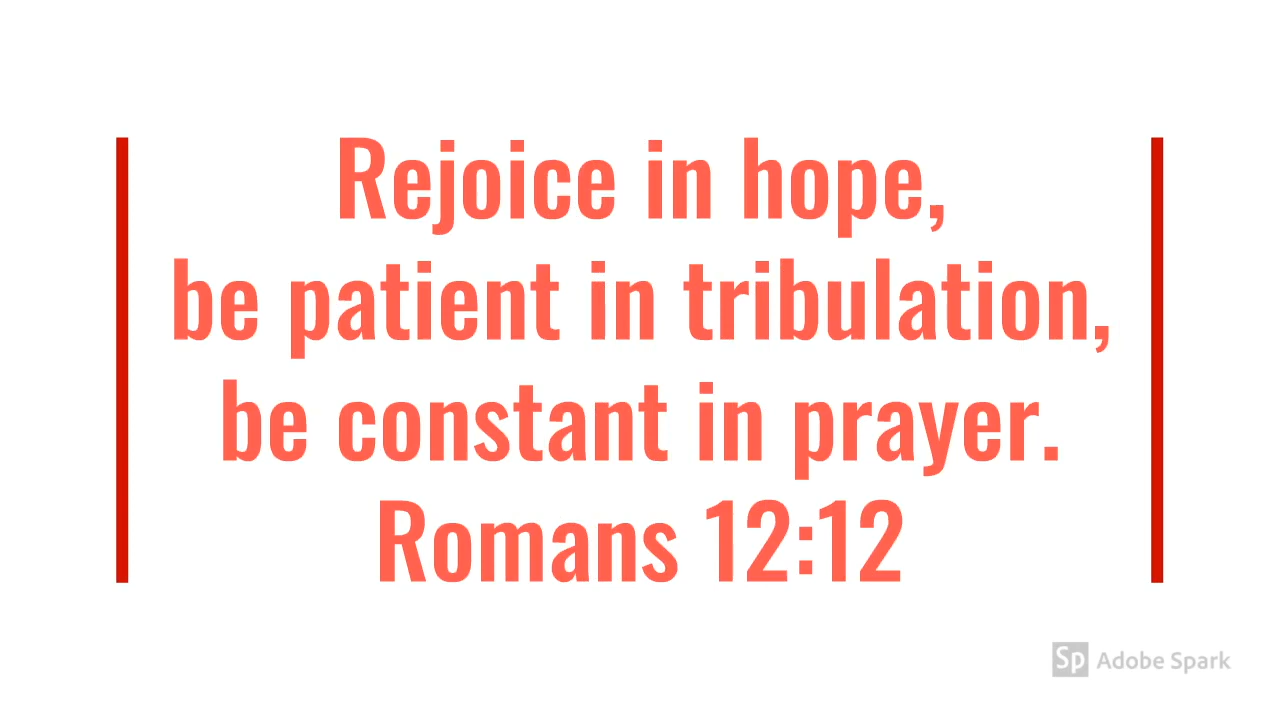 Rejoice in hope,
be patient in tribulation,
be constant in prayer.
Romans 12:12
Sp Adobe Spark